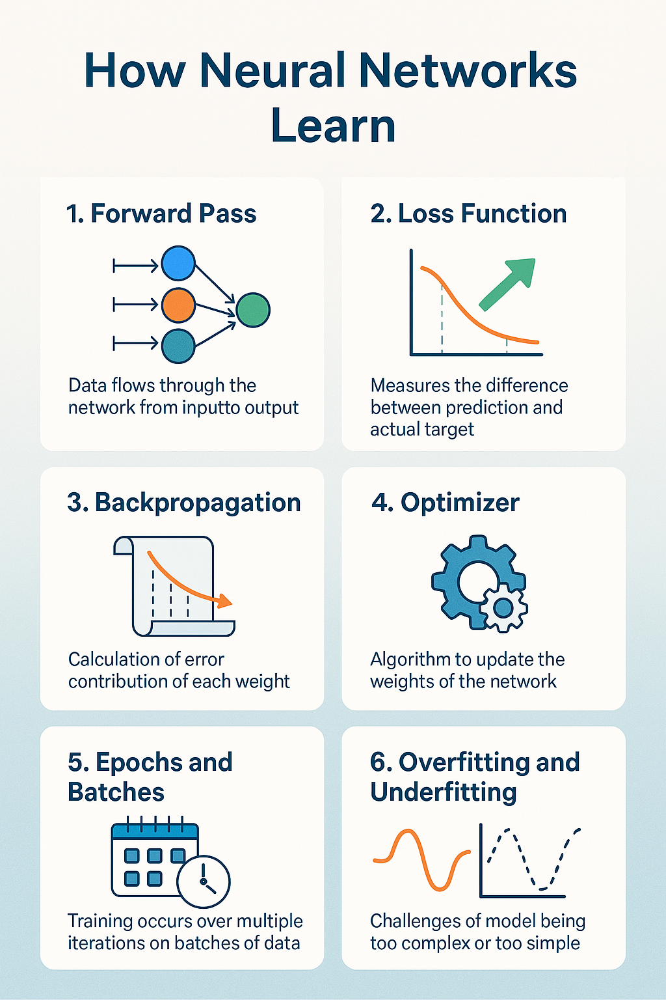 How Neural Networks
Learn
1. Forward Pass
Data flows through the
network from inputto output
2. Loss Function
Measures the difference
between prediction and
actual target
3. Backpropagation
Calculation of error
contribution of each weight
4. Optimizer
Algorithm to update the
weights of the network
5. Epochs and
Batches
Training occurs over multiple
iterations on batches of data
6. Overfitting and
Underfitting
Challenges of model being
too complex or too simple